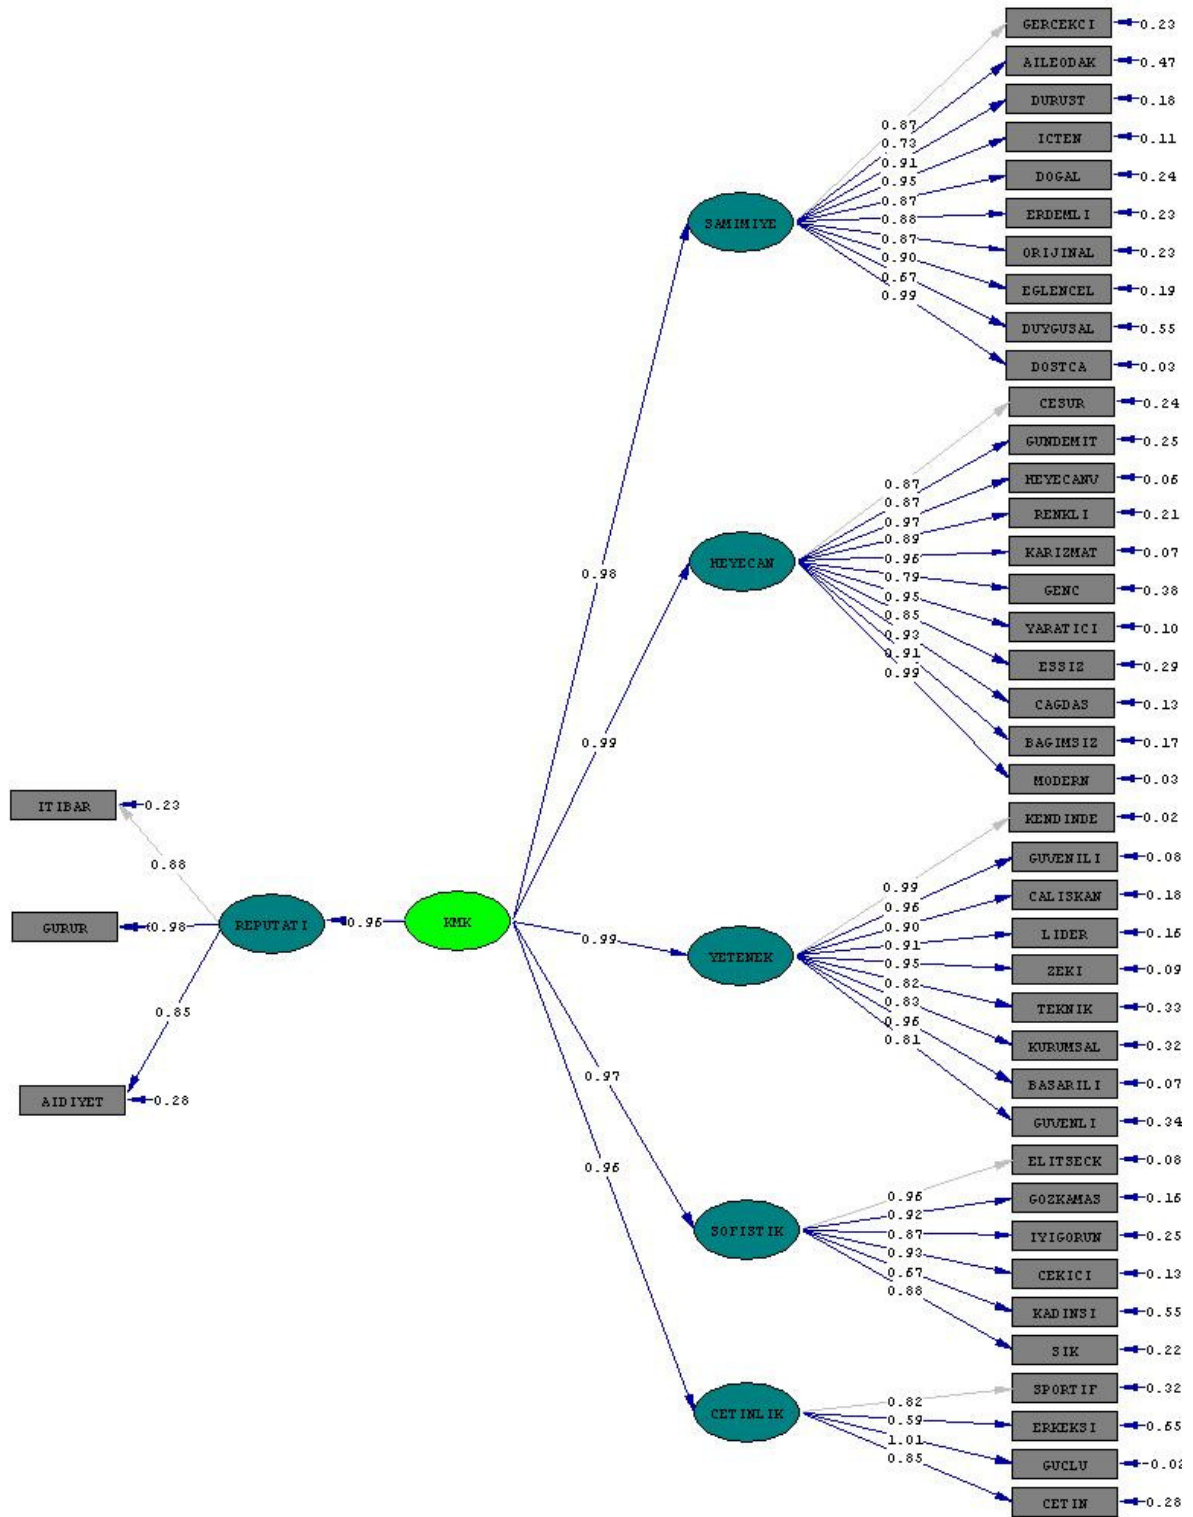 GERCEKCI 0.23
AILEODAK 0.47
DURUST 0.18
ICTEN 0.11
DOGAL 0.24
ERDEMLI 0.23
ORIJINAL 0.23
EGLENCEL 0.19
DUYGUSAL 0.55
DOSTCA 0.03
0.87
0.73
0.91
0.95
0.87
0.88
0.87
0.90
0.67
0.99
SAMIMIYE
CESUR 0.24
GUNDEMIT 0.25
HEYECANV 0.06
RENKLI 0.21
KARIZMAT 0.07
GENC 0.38
YARATICI 0.10
ESSIZ 0.29
CAGDAS 0.13
BAGIMSIZ 0.17
MODERN 0.03
0.87
0.87
0.97
0.89
0.96
0.79
0.95
0.85
0.93
0.91
0.99
HEYECAN
0.98
0.99
KENDINDE 0.02
GUVENILI 0.08
CALISKAN 0.18
LIDER 0.16
ZEKI 0.09
TEKNIK 0.33
KURUMSAL 0.32
BASARILI 0.07
GUVENLI 0.34
0.99
0.96
0.90
0.91
0.95
0.82
0.83
0.96
0.81
YETENEK
0.99
ITIBAR 0.23
0.88
GURUR 0.98 REPUTATI 0.96 KMK
0.85
AIDIYET 0.28
0.97
0.96
ELITSECK 0.08
GOZKAMAS 0.16
IYIGORUN 0.25
CEKICI 0.13
KADINSI 0.55
SIK 0.22
0.96
0.92
0.87
0.93
0.67
0.88
SOFISTIK
SPORTIF 0.32
ERKEKSI 0.65
GUCLU -0.02
CETIN 0.28
0.82
0.59
1.01
0.85
CETINLIK